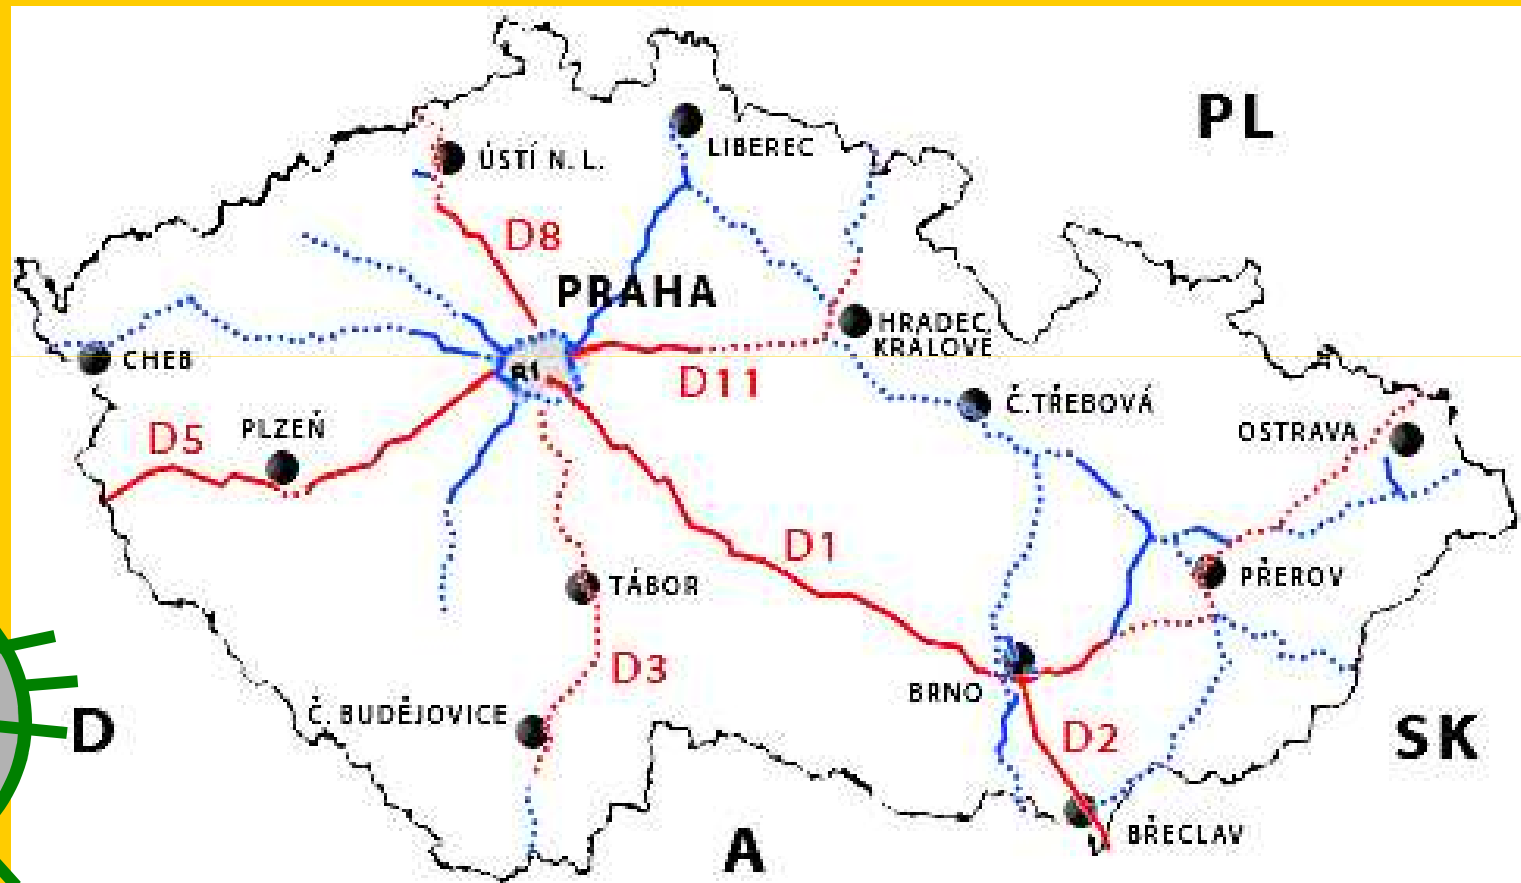 PL
LIBEREC
ÚSTÍ N. L.
D8
PRAHA
HRADEC
KRÁLOVÉ
CHEB
R1
D11
Č.TŘEBOVÁ
D5
PLZEŇ
OSTRAVA
D1
PŘEROV
TÁBOR
D3
BRNO
Č. BUDĚJOVICE
D
D2
SK
A
BŘECLAV